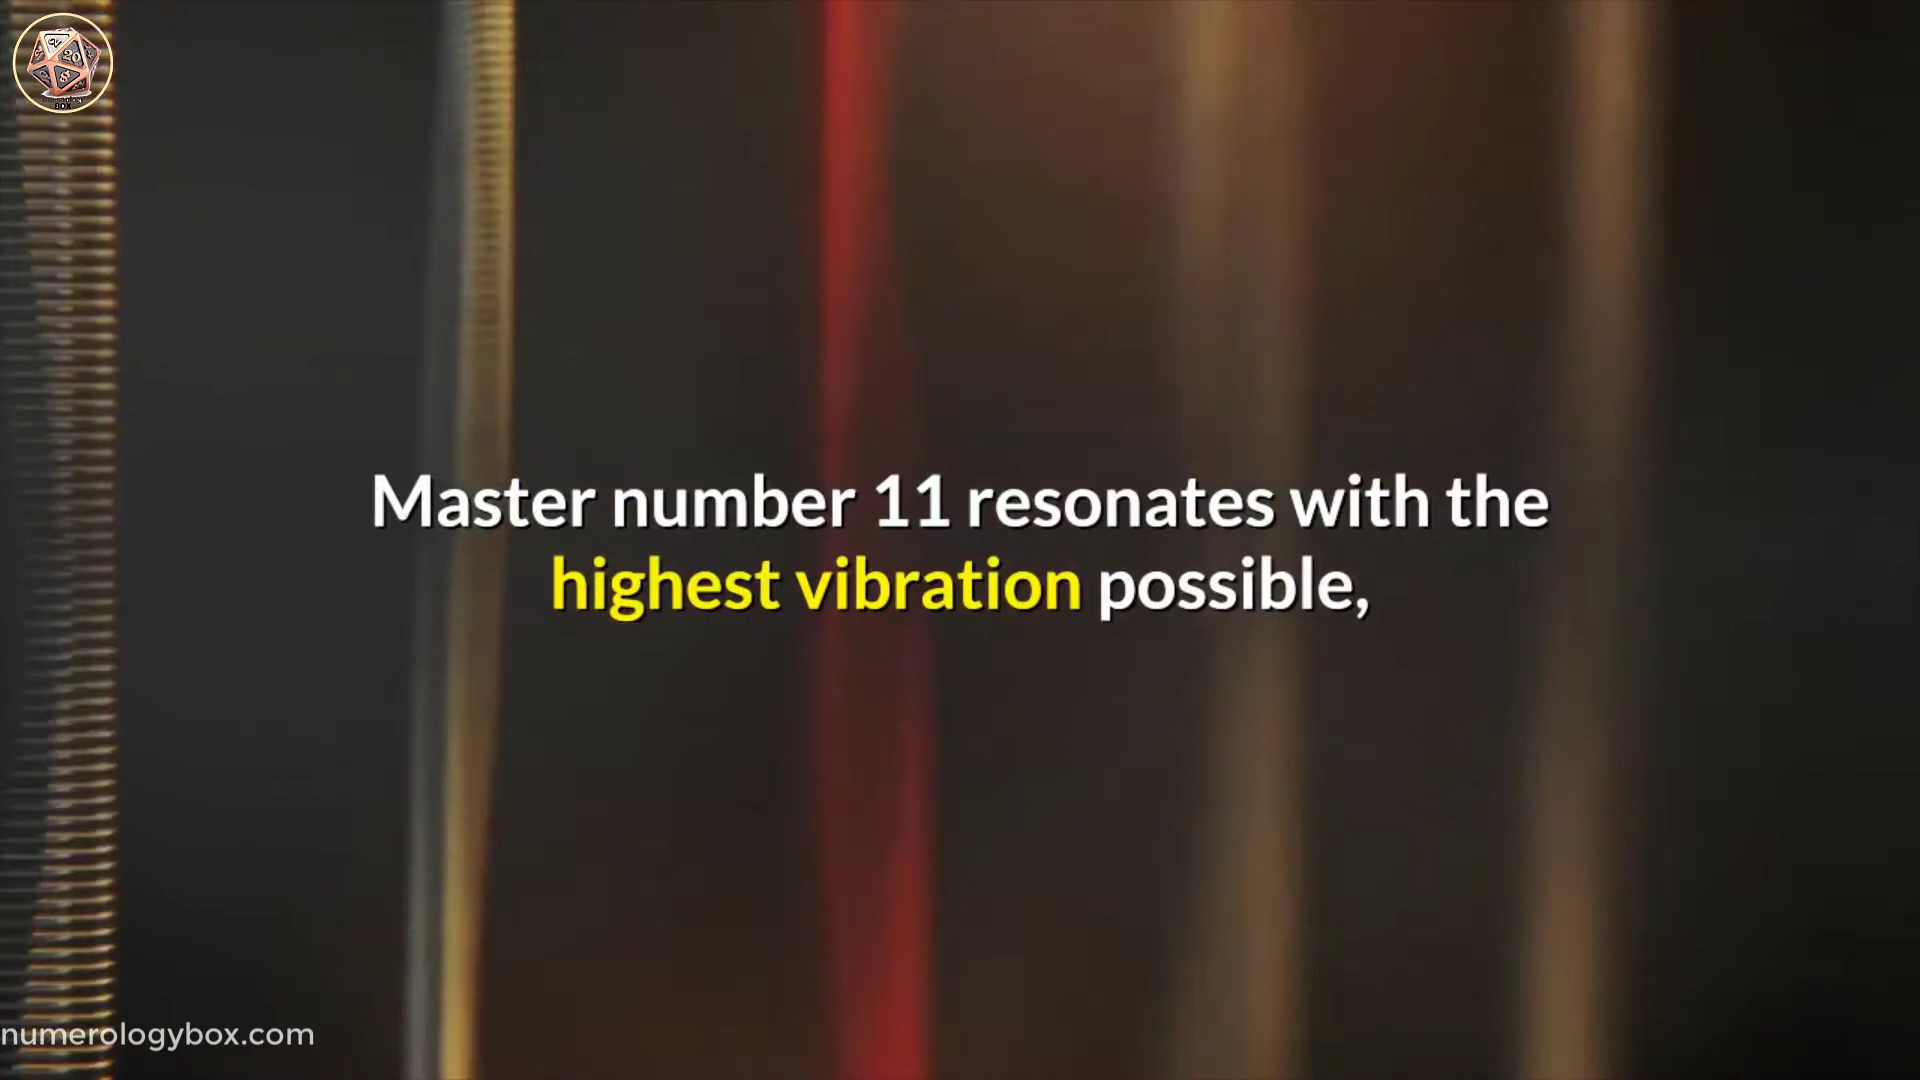 Master number 11 resonates with the
highest vibration possible,
numerologybox.com